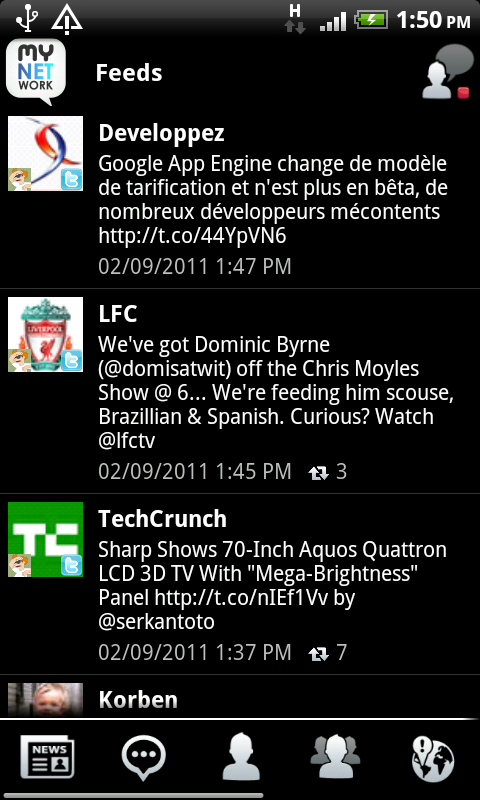 H
1:50 PM
MY
NET
WORK
Feeds
Developpez
Google App Engine change de modèle
de tarification et n'est plus en bêta, de
nombreux développeurs mécontents
http://t.co/44YpVN6
02/09/2011 1:47 PM
LFC
LIVERPOOL
We've got Dominic Byrne
(@domisatwit) off the Chris Moyles
Show @ 6... We're feeding him scouse,
Brazillian & Spanish. Curious? Watch
@lfctv
02/09/2011 1:45 PM 3
TechCrunch
TC
Sharp Shows 70-Inch Aquos Quattron
LCD 3D TV With "Mega-Brightness"
Panel http://t.co/nIEf1Vv by
@serkantoto
02/09/2011 1:37 PM 7
Korben
NEWS